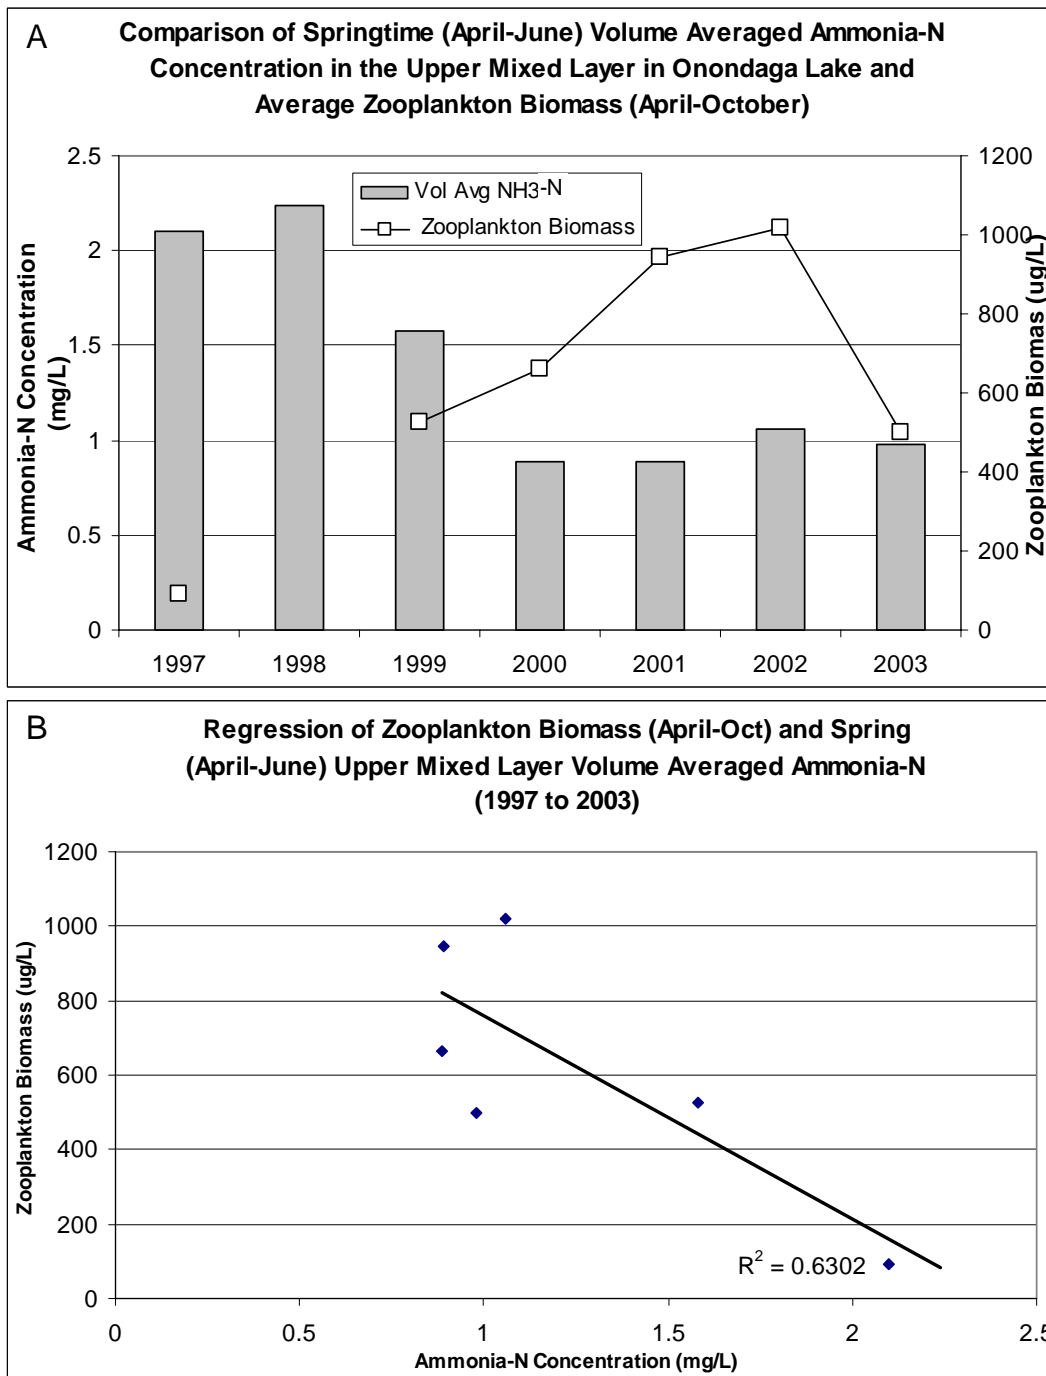 A
Comparison of Springtime (April-June) Volume Averaged Ammonia-N
Concentration in the Upper Mixed Layer in Onondaga Lake and
Average Zooplankton Biomass (April-October)
Ammonia-N Concentration
(mg/L)
2.5
2
1.5
1
0.5
0
Vol Avg NH3-N
Zooplankton Biomass
1200
1000
800
600
400
200
0
Zooplankton Biomas (ug/L)
1997 1998 1999 2000 2001 2002 2003
B
Regression of Zooplankton Biomass (April-Oct) and Spring
(April-June) Upper Mixed Layer Volume Averaged Ammonia-N
(1997 to 2003)
Zooplankton Biomass (ug/L)
1200
1000
800
600
400
200
0
R² = 0.6302
0 0.5 1 1.5 2 2.5
Ammonia-N Concentration (mg/L)